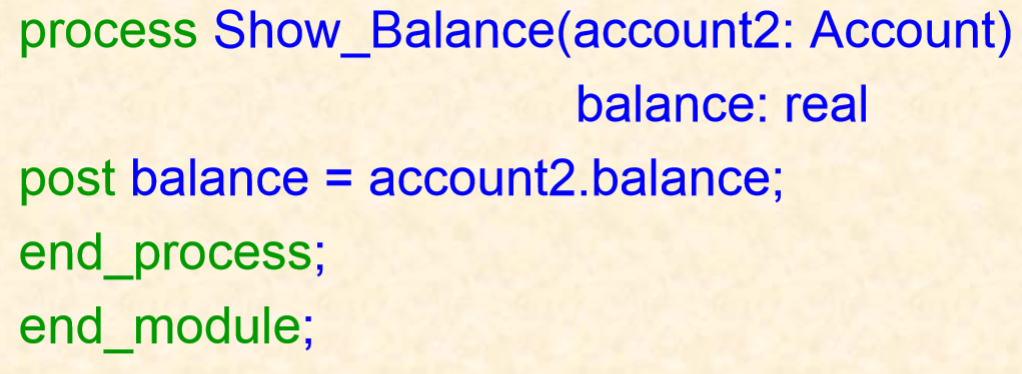 process Show_Balance(account2: Account)
balance: real
post balance = account2.balance;
end_process;
end_module;